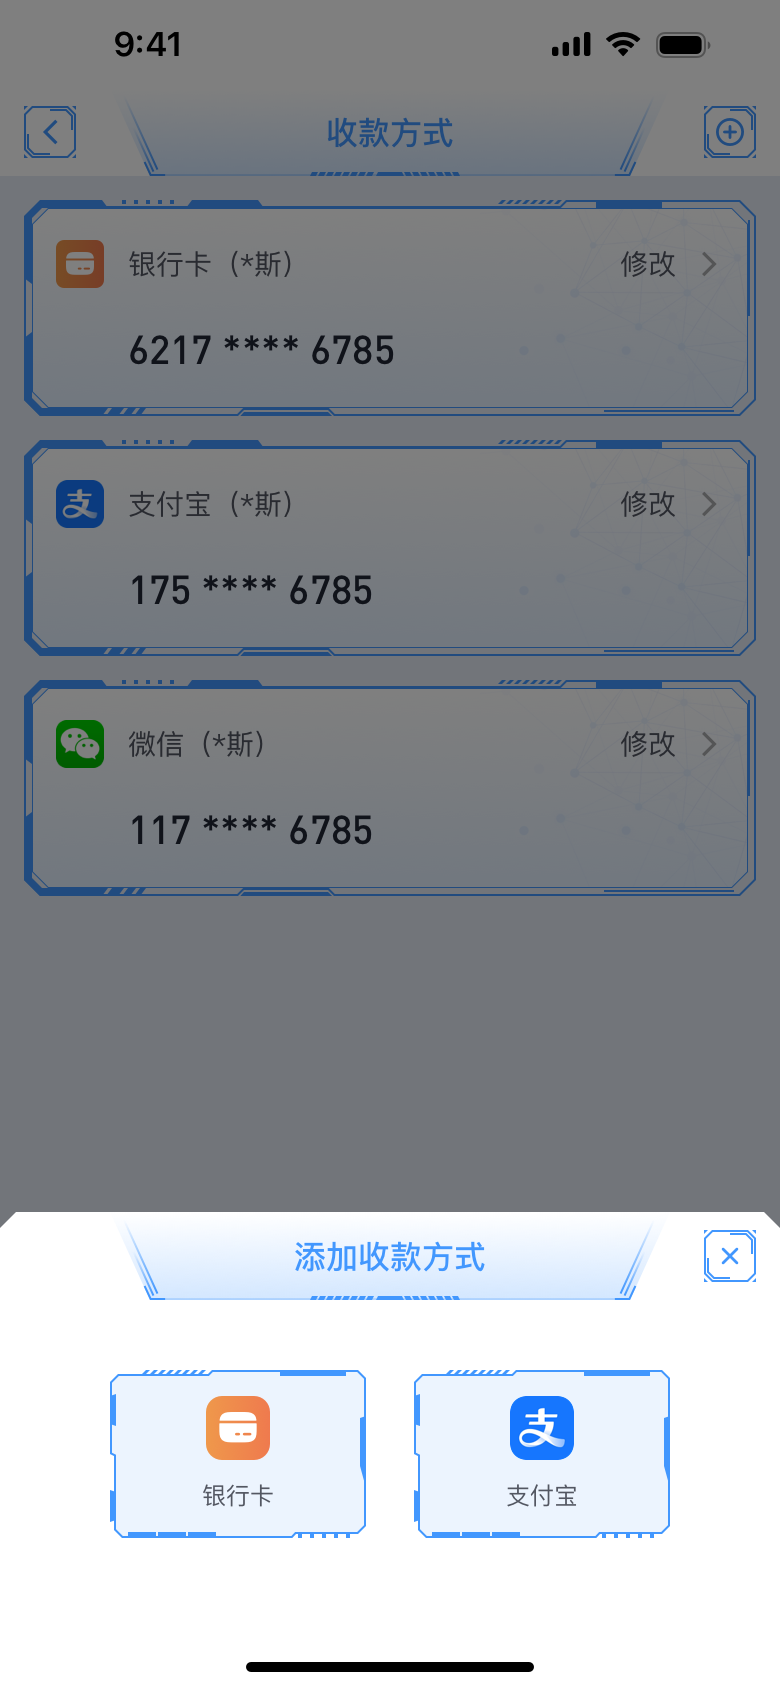 9:41
收款方式
银行卡（*斯）
修改
6217 **** 6785
支付宝（*斯）
修改
175 **** 6785
微信（*斯）
修改
117 **** 6785
添加收款方式
银行卡
支付宝